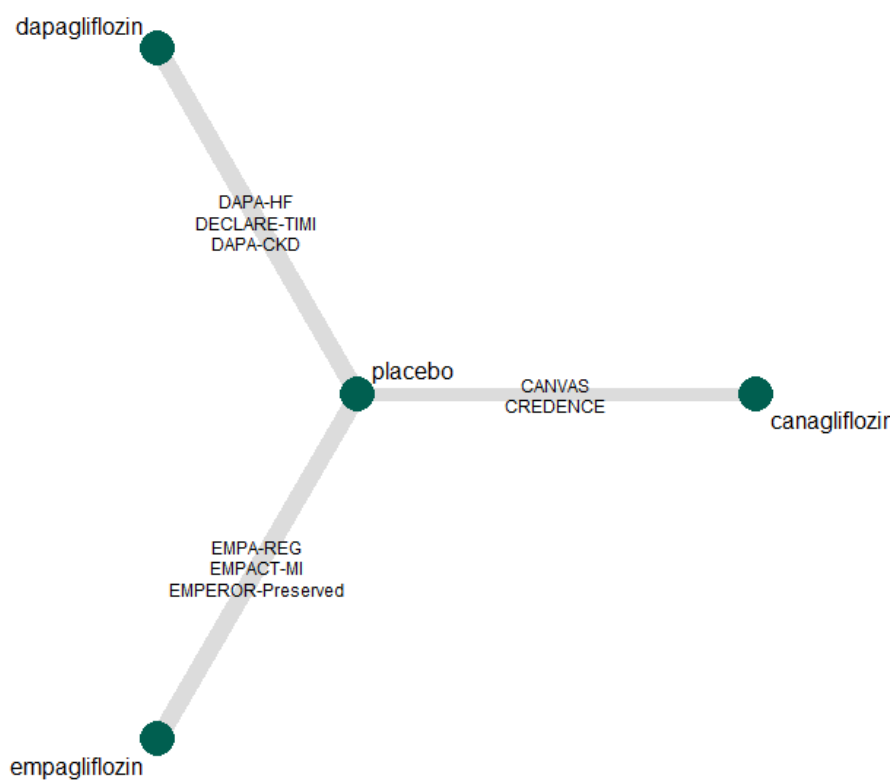 dapagliflozin
DAPA-HF
DECLARE-TIMI
DAPA-CKD
placebo
CANVAS
CREDENCE
canagliflozin
EMPA-REG
EMPACT-MI
EMPEROR-Preserved
empagliflozin